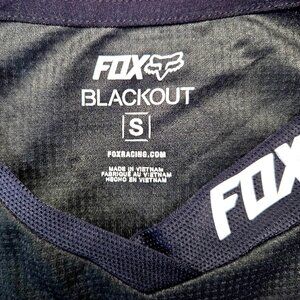 FOX
BLACKOUT
S
FOXRACING.COM
MADE IN VIETNAM
FABRIQUÉ AU VIETNAM
HECHO EN VIETNAM
FOX